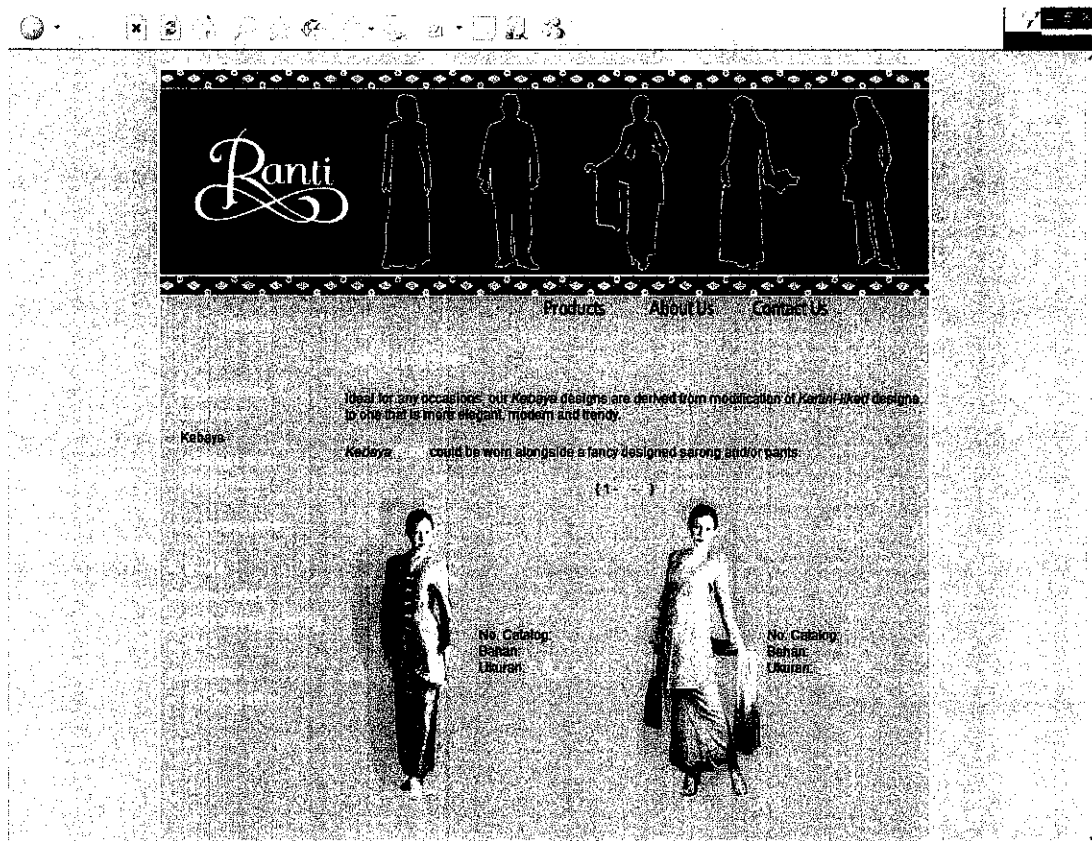 Ranti
Products About Us Contact Us
Ideal for any occasions, our Kebaya designs are derived from modification of Kartini-liked designs
to one that is more elegant, modern and trendy.
Kebaya
Kebaya could be worn alongside a fancy designed sarong and/or pants.
No. Catalog:
Bahan:
Ukuran:
No. Catalog:
Bahan:
Ukuran: